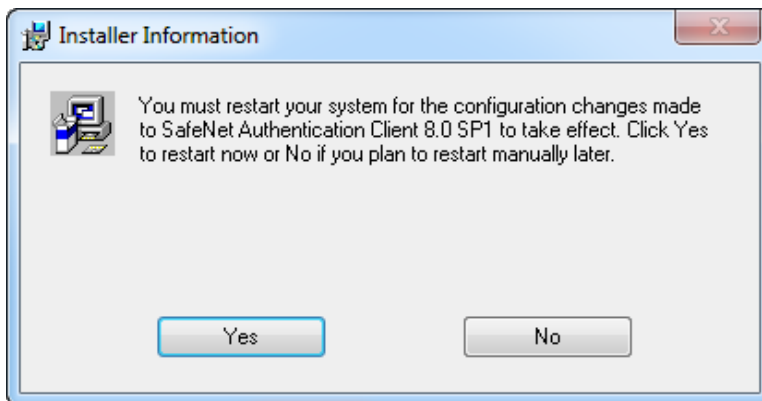 Installer Information
You must restart your system for the configuration changes made
to SafeNet Authentication Client 8.0 SP1 to take effect. Click Yes
to restart now or No if you plan to restart manually later.
Yes
No